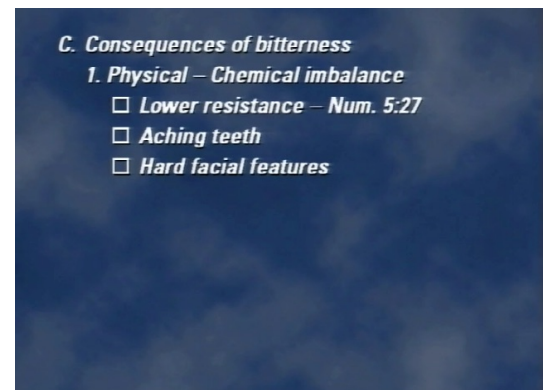 C. Consequences of bitterness
1. Physical – Chemical imbalance
☐ Lower resistance – Num. 5:27
☐ Aching teeth
☐ Hard facial features